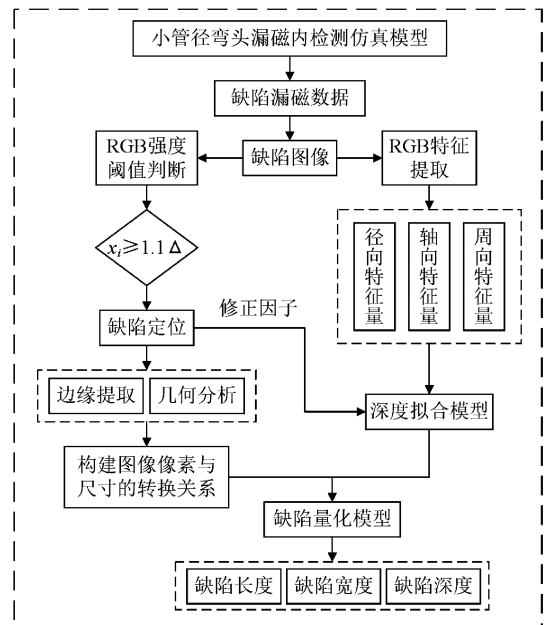 小管径弯头漏磁内检测仿真模型
缺陷漏磁数据
RGB强度
阈值判断
缺陷图像
RGB特征
提取
xᵢ≥1.1Δ
径向特征量
轴向特征量
周向特征量
缺陷定位
修正因子
边缘提取
几何分析
深度拟合模型
构建图像像素与
尺寸的转换关系
缺陷量化模型
缺陷长度
缺陷宽度
缺陷深度